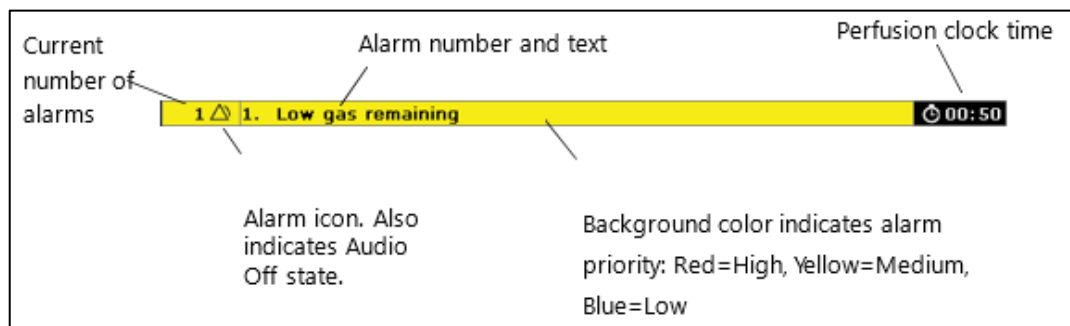 Current
number of
alarms
Alarm number and text
Perfusion clock time
1 1. Low gas remaining 00:50
Alarm icon. Also
indicates Audio
Off state.
Background color indicates alarm
priority: Red=High, Yellow=Medium,
Blue=Low